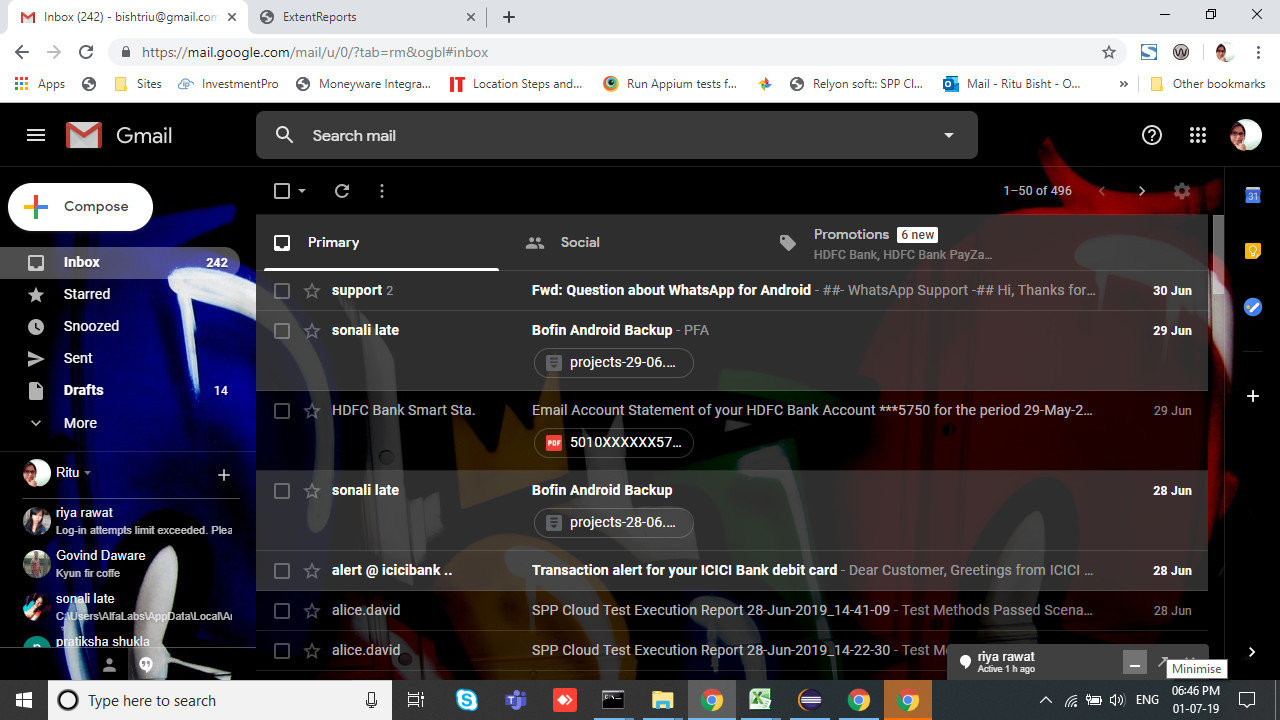 Inbox (242) - bishtriu@gmail.com
ExtentReports
https://mail.google.com/mail/u/0/?tab=rm&ogbl#inbox
Apps
Sites
InvestmentPro
Moneyware Integra...
Location Steps and...
Run Appium tests f...
Relyon soft:: SPP Cl...
Mail - Ritu Bisht - O...
»
Other bookmarks
Gmail
Search mail
Compose
1–50 of 496
31
Primary
Social
Promotions 6 new
HDFC Bank, HDFC Bank PayZa...
Inbox 242
Starred
Snoozed
Sent
Drafts 14
More
support 2 Fwd: Question about WhatsApp for Android - ##- WhatsApp Support -## Hi, Thanks for... 30 Jun
sonali late Bofin Android Backup - PFA 29 Jun
projects-29-06....
HDFC Bank Smart Sta. Email Account Statement of your HDFC Bank Account ***5750 for the period 29-May-2... 29 Jun
PDF 5010XXXXXX57...
sonali late Bofin Android Backup 28 Jun
projects-28-06....
alert @ icicibank .. Transaction alert for your ICICI Bank debit card - Dear Customer, Greetings from ICICI ... 28 Jun
alice.david SPP Cloud Test Execution Report 28-Jun-2019_14-41-09 - Test Methods Passed Scena... 28 Jun
alice.david SPP Cloud Test Execution Report 28-Jun-2019_14-22-30 - Test Me
Ritu
riya rawat
Log-in attempts limit exceeded. Plea
Govind Daware
Kyun fir coffe
sonali late
C:\Users\AlfaLabs\AppData\Local\An
pratiksha shukla
riya rawat
Active 1 h ago
Minimise
Type here to search
ENG
06:46 PM
01-07-19